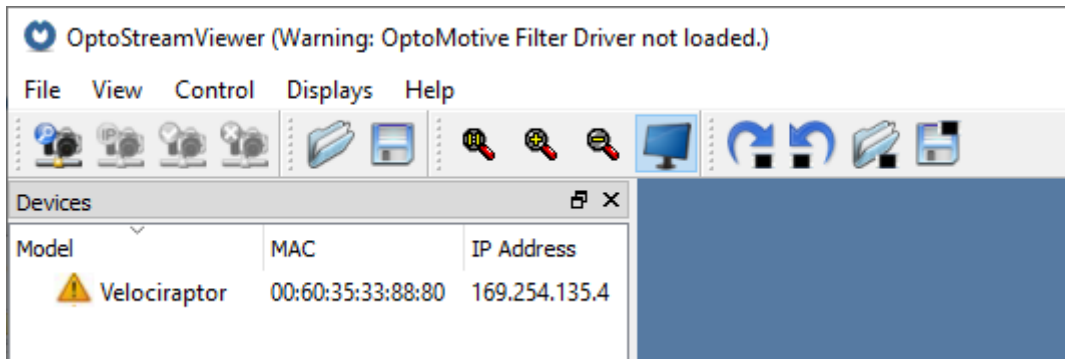 OptoStreamViewer (Warning: OptoMotive Filter Driver not loaded.)
File View Control Displays Help
Devices
Model MAC IP Address
Velociraptor 00:60:35:33:88:80 169.254.135.4